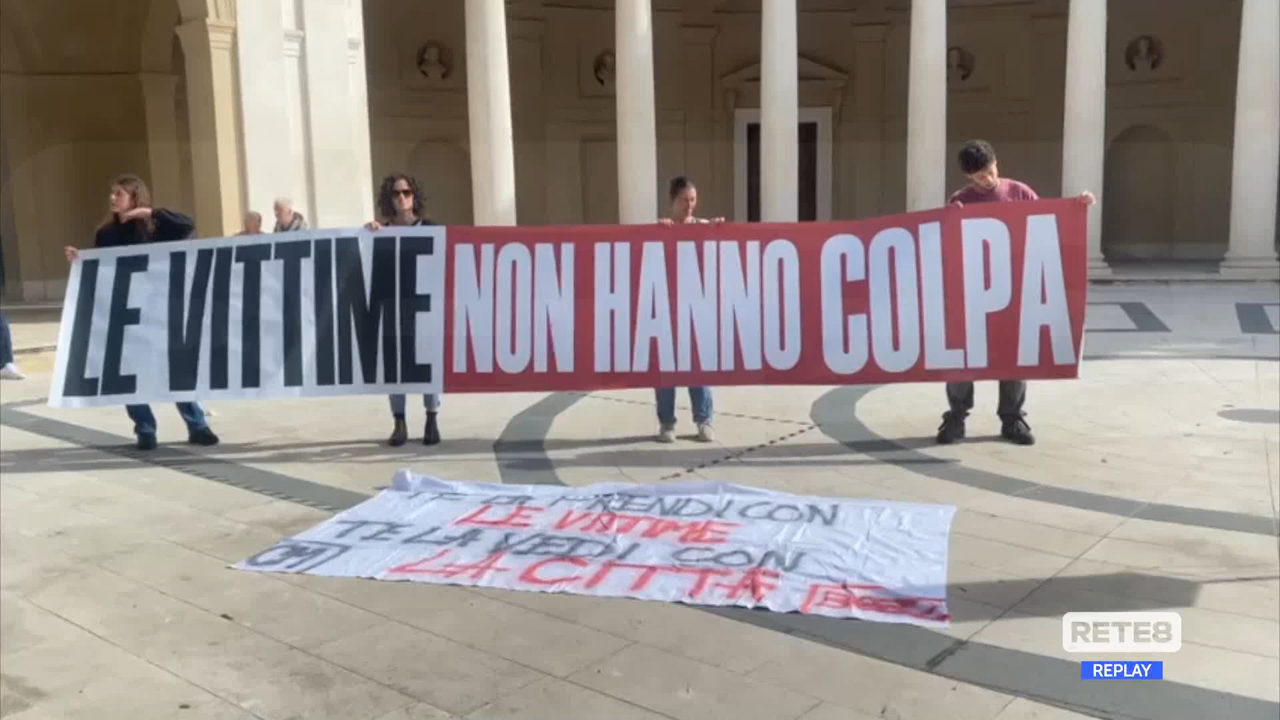 LE VITTIME NON HANNO COLPA
TE LA PRENDI CON
LE VITTIME
TE LA VEDI CON
LA CITTÀ
RETE8
REPLAY